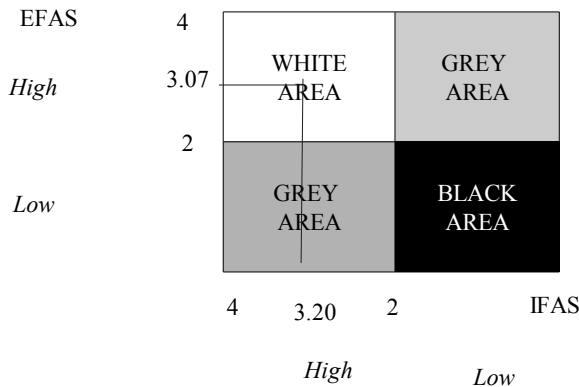 EFAS
4
WHITE
AREA
GREY
AREA
High
3.07
2
Low
GREY
AREA
BLACK
AREA
4
3.20
2
IFAS
High
Low